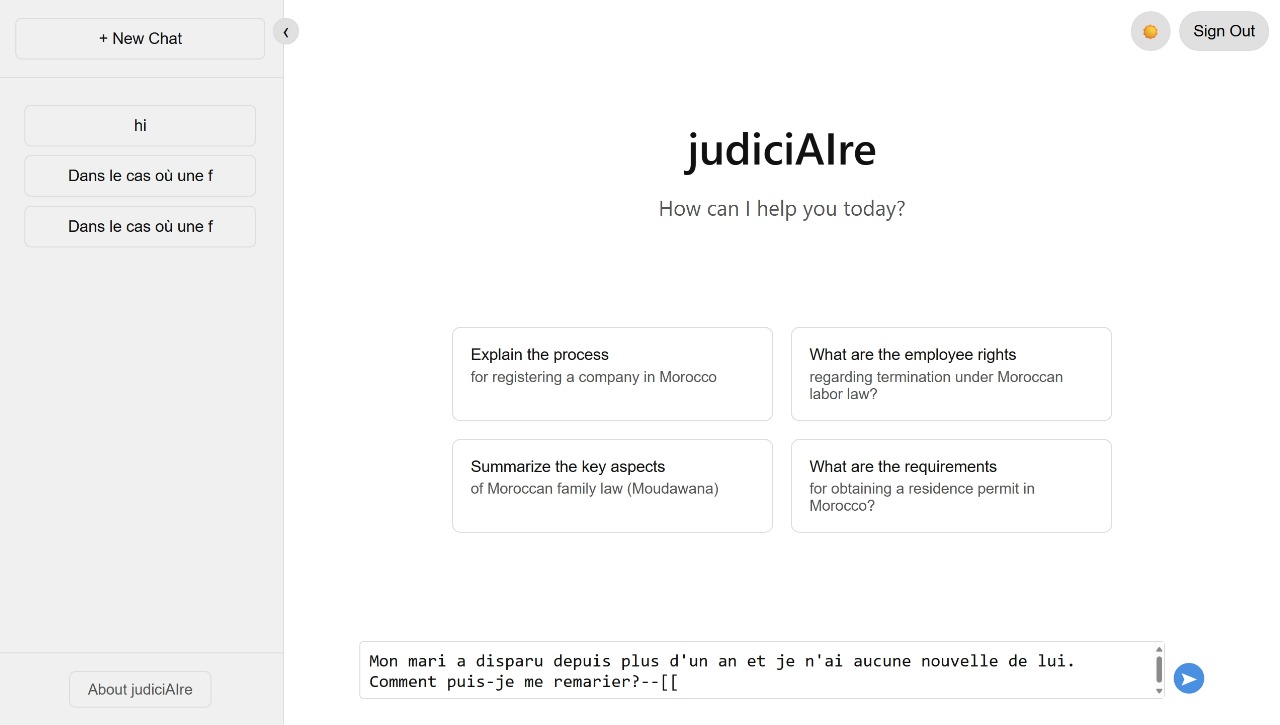 + New Chat
‹
Sign Out
hi
Dans le cas où une f
Dans le cas où une f
judiciAIre
How can I help you today?
Explain the process
for registering a company in Morocco
What are the employee rights
regarding termination under Moroccan
labor law?
Summarize the key aspects
of Moroccan family law (Moudawana)
What are the requirements
for obtaining a residence permit in
Morocco?
Mon mari a disparu depuis plus d'un an et je n'ai aucune nouvelle de lui.
Comment puis-je me remarier?--[[
About judiciAIre